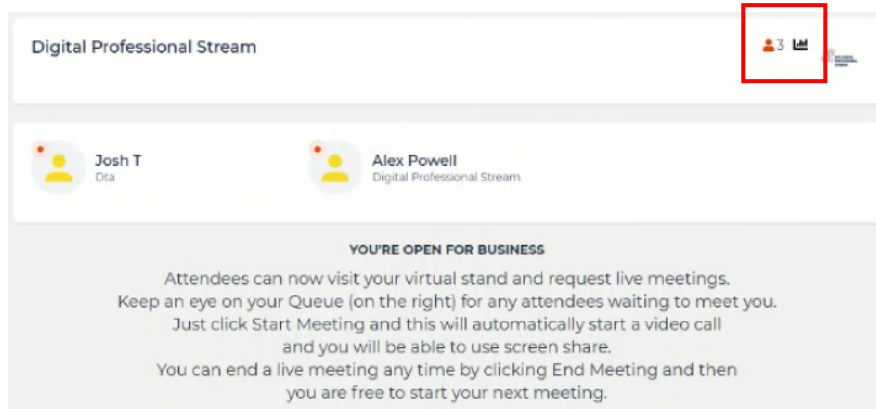 Digital Professional Stream
3
Josh T
Dta
Alex Powell
Digital Professional Stream
YOU'RE OPEN FOR BUSINESS
Attendees can now visit your virtual stand and request live meetings.
Keep an eye on your Queue (on the right) for any attendees waiting to meet you.
Just click Start Meeting and this will automatically start a video call
and you will be able to use screen share.
You can end a live meeting any time by clicking End Meeting and then
you are free to start your next meeting.